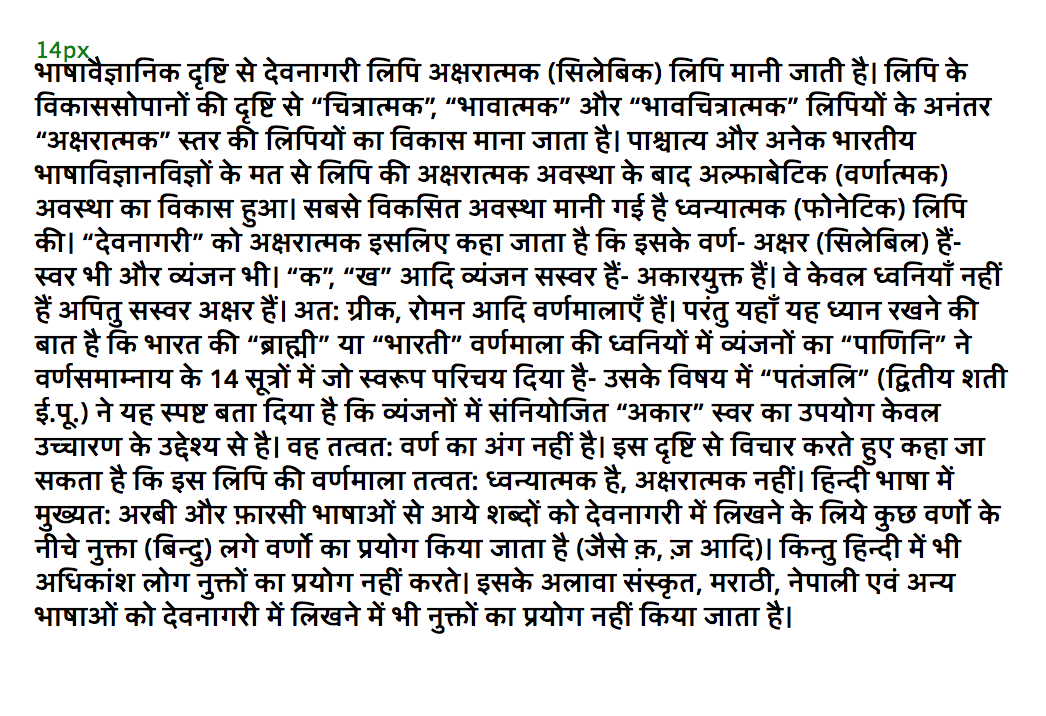 14px
भाषावैज्ञानिक दृष्टि से देवनागरी लिपि अक्षरात्मक (सिलेबिक) लिपि मानी जाती है। लिपि के
विकाससोपानों की दृष्टि से “चित्रात्मक”, “भावात्मक” और “भावचित्रात्मक” लिपियों के अनंतर
“अक्षरात्मक” स्तर की लिपियों का विकास माना जाता है। पाश्चात्य और अनेक भारतीय
भाषाविज्ञानविज्ञों के मत से लिपि की अक्षरात्मक अवस्था के बाद अल्फाबेटिक (वर्णात्मक)
अवस्था का विकास हुआ। सबसे विकसित अवस्था मानी गई है ध्वन्यात्मक (फोनेटिक) लिपि
की। “देवनागरी” को अक्षरात्मक इसलिए कहा जाता है कि इसके वर्ण- अक्षर (सिलेबिल) हैं-
स्वर भी और व्यंजन भी। “क”, “ख” आदि व्यंजन सस्वर हैं- अकारयुक्त हैं। वे केवल ध्वनियाँ नहीं
हैं अपितु सस्वर अक्षर हैं। अत: ग्रीक, रोमन आदि वर्णमालाएँ हैं। परंतु यहाँ यह ध्यान रखने की
बात है कि भारत की “ब्राह्मी” या “भारती” वर्णमाला की ध्वनियों में व्यंजनों का “पाणिनि” ने
वर्णसमाम्नाय के 14 सूत्रों में जो स्वरूप परिचय दिया है- उसके विषय में “पतंजलि” (द्वितीय शती
ई.पू.) ने यह स्पष्ट बता दिया है कि व्यंजनों में संनियोजित “अकार” स्वर का उपयोग केवल
उच्चारण के उद्देश्य से है। वह तत्वत: वर्ण का अंग नहीं है। इस दृष्टि से विचार करते हुए कहा जा
सकता है कि इस लिपि की वर्णमाला तत्वत: ध्वन्यात्मक है, अक्षरात्मक नहीं। हिन्दी भाषा में
मुख्यत: अरबी और फ़ारसी भाषाओं से आये शब्दों को देवनागरी में लिखने के लिये कुछ वर्णो के
नीचे नुक्ता (बिन्दु) लगे वर्णो का प्रयोग किया जाता है (जैसे क़, ज़ आदि)। किन्तु हिन्दी में भी
अधिकांश लोग नुक्तों का प्रयोग नहीं करते। इसके अलावा संस्कृत, मराठी, नेपाली एवं अन्य
भाषाओं को देवनागरी में लिखने में भी नुक्तों का प्रयोग नहीं किया जाता है।